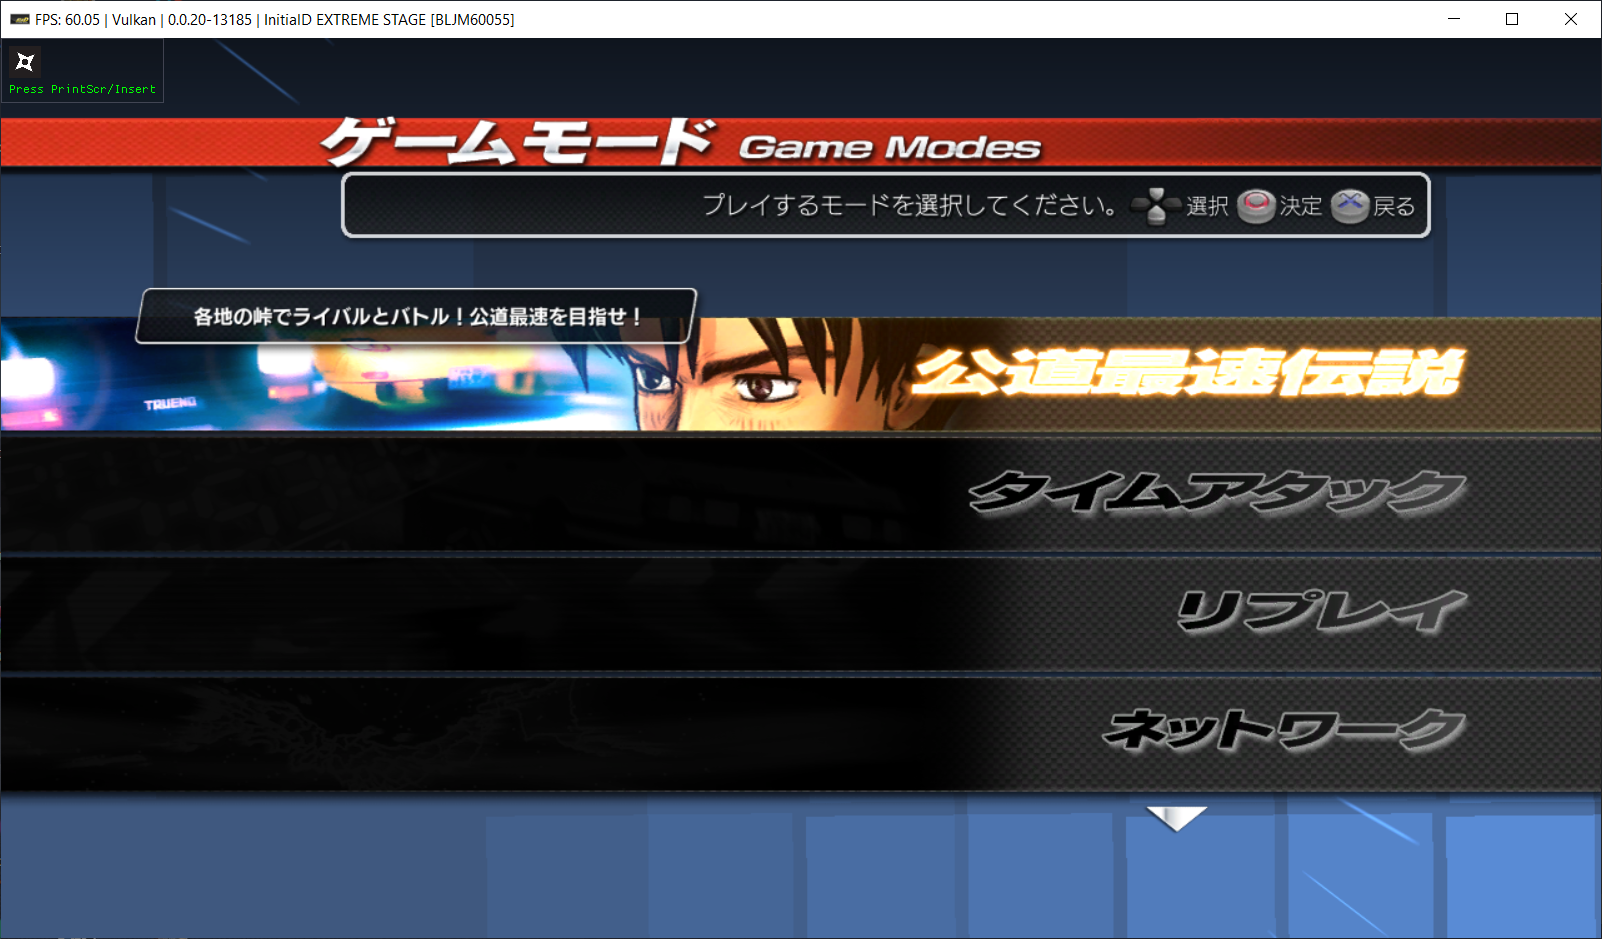 FPS: 60.05 | Vulkan | 0.0.20-13185 | InitialD EXTREME STAGE [BLJM60055]
Press PrintScr/Insert
ゲームモード Game Modes
プレイするモードを選択してください。 選択 決定 戻る
各地の峠でライバルとバトル！公道最速を目指せ！
TRUENO
公道最速伝説
タイムアタック
リプレイ
ネットワーク